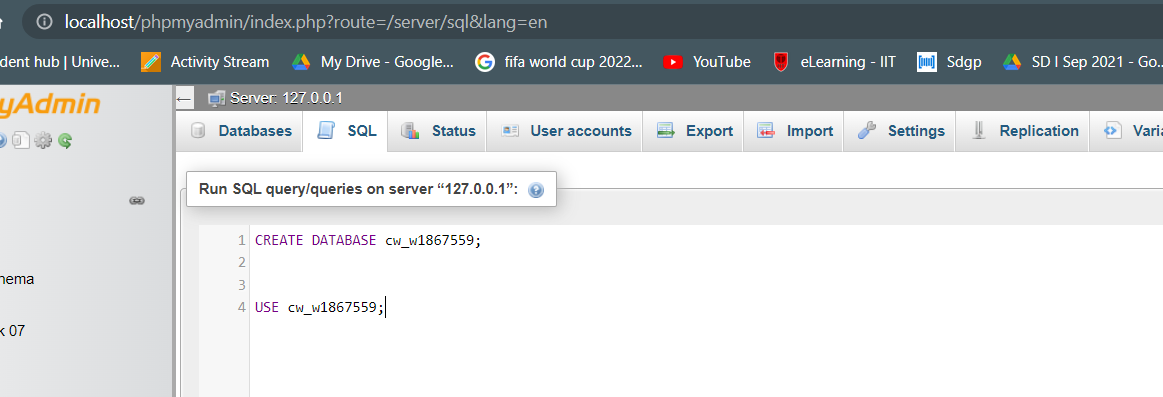 localhost/phpmyadmin/index.php?route=/server/sql&lang=en
dent hub | Unive... Activity Stream My Drive - Google... fifa world cup 2022... YouTube eLearning - IIT Sdgp SD I Sep 2021 - Go..
yAdmin
← Server: 127.0.0.1
Databases SQL Status User accounts Export Import Settings Replication Varia
Run SQL query/queries on server “127.0.0.1”:
1 CREATE DATABASE cw_w1867559;
2
3
4 USE cw_w1867559;
hema
k 07